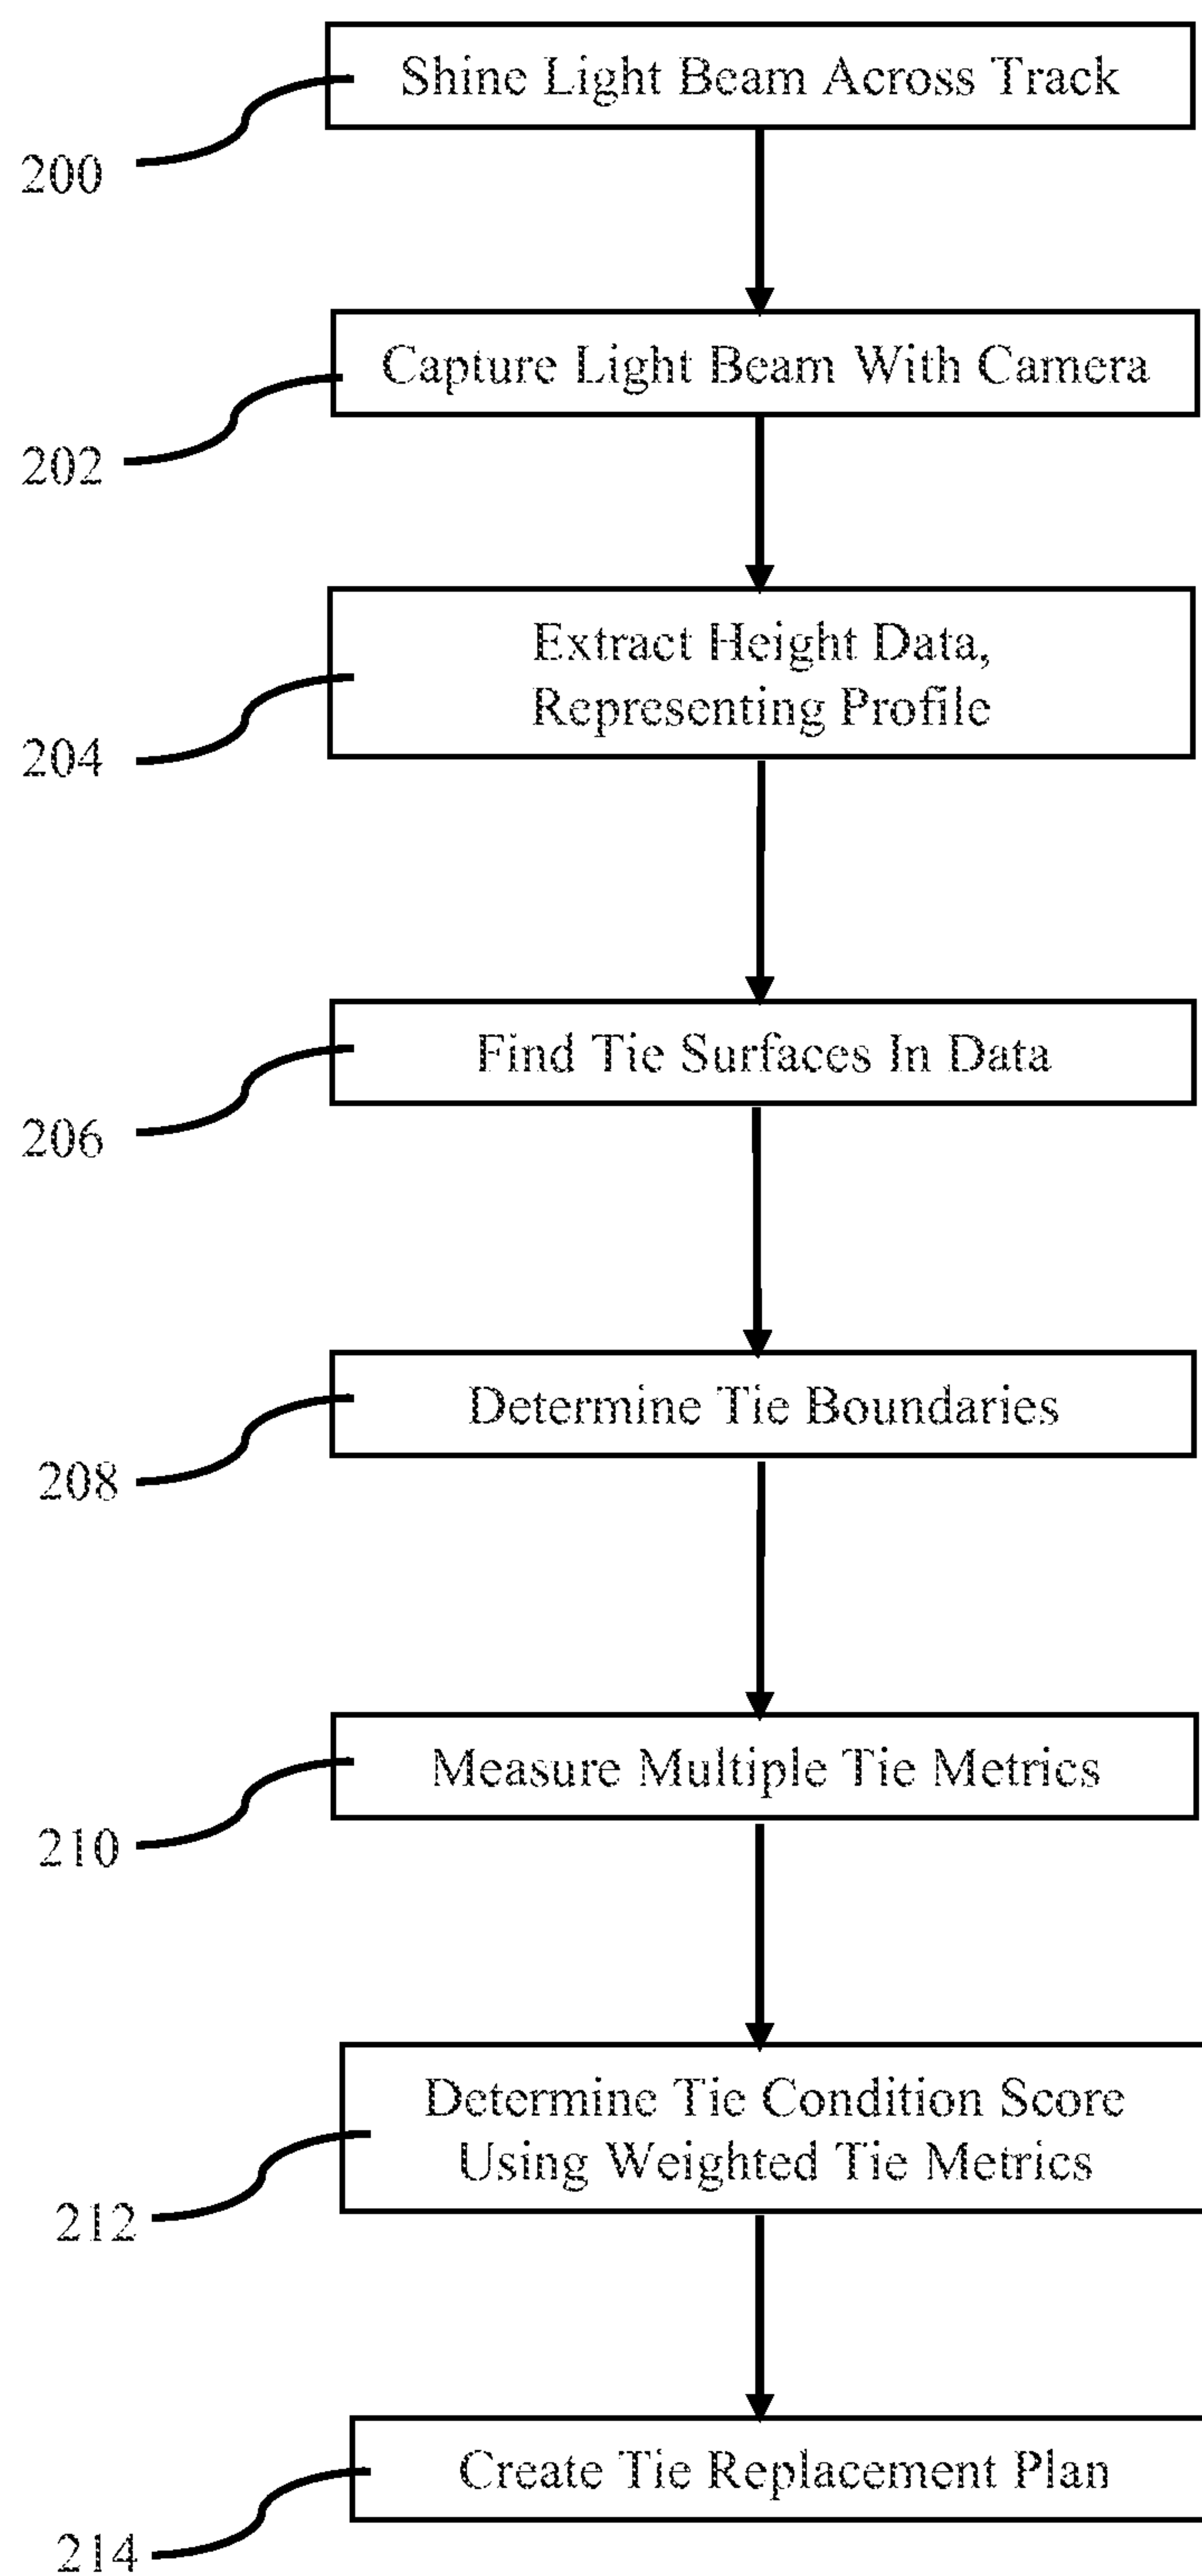 Shine Light Beam Across Track
200
Capture Light Beam With Camera
202
Extract Height Data,
Representing Profile
204
Find Tie Surfaces In Data
206
Determine Tie Boundaries
208
Measure Multiple Tie Metrics
210
Determine Tie Condition Score
Using Weighted Tie Metrics
212
Create Tie Replacement Plan
214